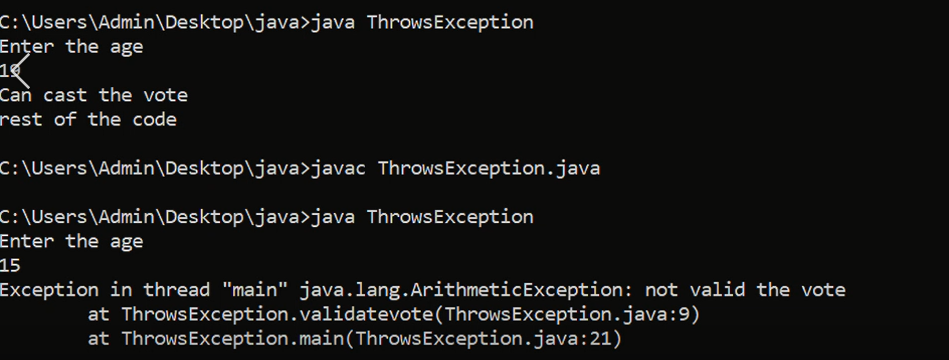 C:\Users\Admin\Desktop\java>java ThrowsException
Enter the age
19
Can cast the vote
rest of the code
C:\Users\Admin\Desktop\java>javac ThrowsException.java
C:\Users\Admin\Desktop\java>java ThrowsException
Enter the age
15
Exception in thread "main" java.lang.ArithmeticException: not valid the vote
at ThrowsException.validatevote(ThrowsException.java:9)
at ThrowsException.main(ThrowsException.java:21)